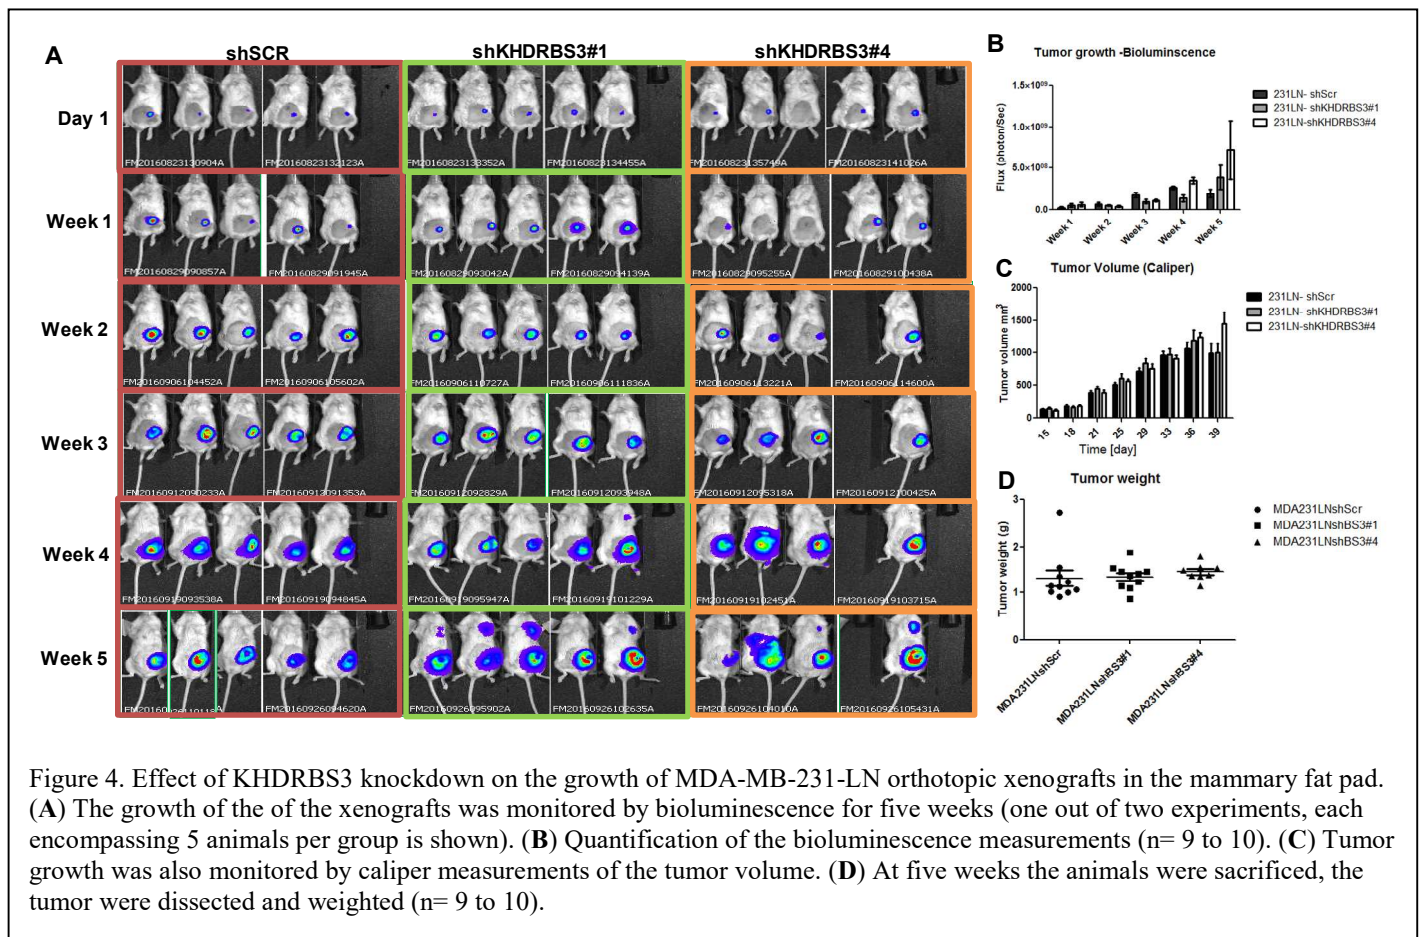 A
shSCR
shKHDRBS3#1
shKHDRBS3#4
Day 1
FM20160823130904A
FM20160823132123A
FM20160823133352A
FM20160823134455A
FM20160823135749A
FM20160823141026A
Week 1
FM20160829090857A
FM20160829091945A
FM20160829093042A
FM20160829094139A
FM20160829095255A
FM20160829100438A
Week 2
FM20160906104452A
FM20160906105602A
FM20160906110727A
FM20160906111836A
FM20160906113221A
FM20160906114600A
Week 3
FM20160912090233A
FM20160912091353A
FM20160912092829A
FM20160912093948A
FM20160912095318A
FM20160912100425A
Week 4
FM20160919093538A
FM20160919094845A
FM20160919095947A
FM20160919101229A
FM20160919102451A
FM20160919103715A
Week 5
FM20160926094620A
FM20160926095902A
FM20160926102635A
FM20160926104010A
FM20160926105431A
B
Tumor growth -Bioluminscence
Flux (photon/Sec)
1.5×10⁰⁹
1.0×10⁰⁹
5.0×10⁰⁸
0.0
231LN- shScr
231LN- shKHDRBS3#1
231LN-shKHDRBS3#4
Week 1
Week 2
Week 3
Week 4
Week 5
C
Tumor Volume (Caliper)
Tumor volume mm³
2000
1500
1000
500
0
231LN- shScr
231LN- shKHDRBS3#1
231LN-shKHDRBS3#4
15
18
21
25
29
33
36
39
Time [day]
D
Tumor weight
Tumor weight (g)
3
2
1
0
MDA231LNshScr
MDA231LNshBS3#1
MDA231LNshBS3#4
MDA231LNshScr
MDA231LNshBS3#1
MDA231LNshBS3#4
Figure 4. Effect of KHDRBS3 knockdown on the growth of MDA-MB-231-LN orthotopic xenografts in the mammary fat pad.
(A) The growth of the of the xenografts was monitored by bioluminescence for five weeks (one out of two experiments, each
encompassing 5 animals per group is shown). (B) Quantification of the bioluminescence measurements (n= 9 to 10). (C) Tumor
growth was also monitored by caliper measurements of the tumor volume. (D) At five weeks the animals were sacrificed, the
tumor were dissected and weighted (n= 9 to 10).